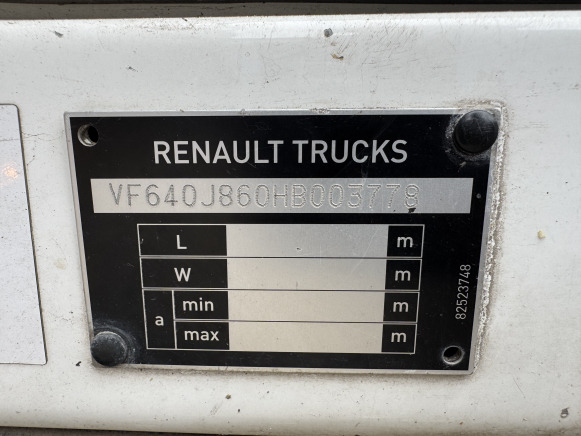 RENAULT TRUCKS
VF640J860HB003778
L m
W m
a min m
max m
82523748